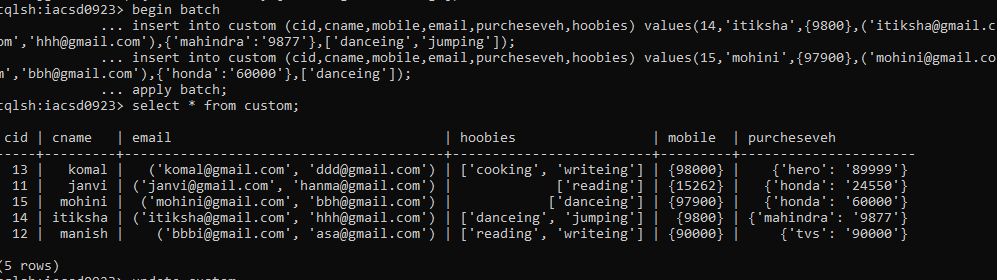 cqlsh:iacsd0923> begin batch
... insert into custom (cid,cname,mobile,email,purcheseveh,hoobies) values(14,'itiksha',{9800},('itiksha@gmail.c
om','hhh@gmail.com'),{'mahindra':'9877'},['danceing','jumping']);
... insert into custom (cid,cname,mobile,email,purcheseveh,hoobies) values(15,'mohini',{97900},('mohini@gmail.co
m','bbh@gmail.com'),{'honda':'60000'},['danceing']);
... apply batch;
cqlsh:iacsd0923> select * from custom;
cid | cname | email | hoobies | mobile | purcheseveh
-----+---------+--------------------------------------+-------------------------+---------+----------------------
13 | komal | ('komal@gmail.com', 'ddd@gmail.com') | ['cooking', 'writeing'] | {98000} | {'hero': '89999'}
11 | janvi | ('janvi@gmail.com', 'hanma@gmail.com') | ['reading'] | {15262} | {'honda': '24550'}
15 | mohini | ('mohini@gmail.com', 'bbh@gmail.com') | ['danceing'] | {97900} | {'honda': '60000'}
14 | itiksha | ('itiksha@gmail.com', 'hhh@gmail.com') | ['danceing', 'jumping'] | {9800} | {'mahindra': '9877'}
12 | manish | ('bbbi@gmail.com', 'asa@gmail.com') | ['reading', 'writeing'] | {90000} | {'tvs': '90000'}
(5 rows)